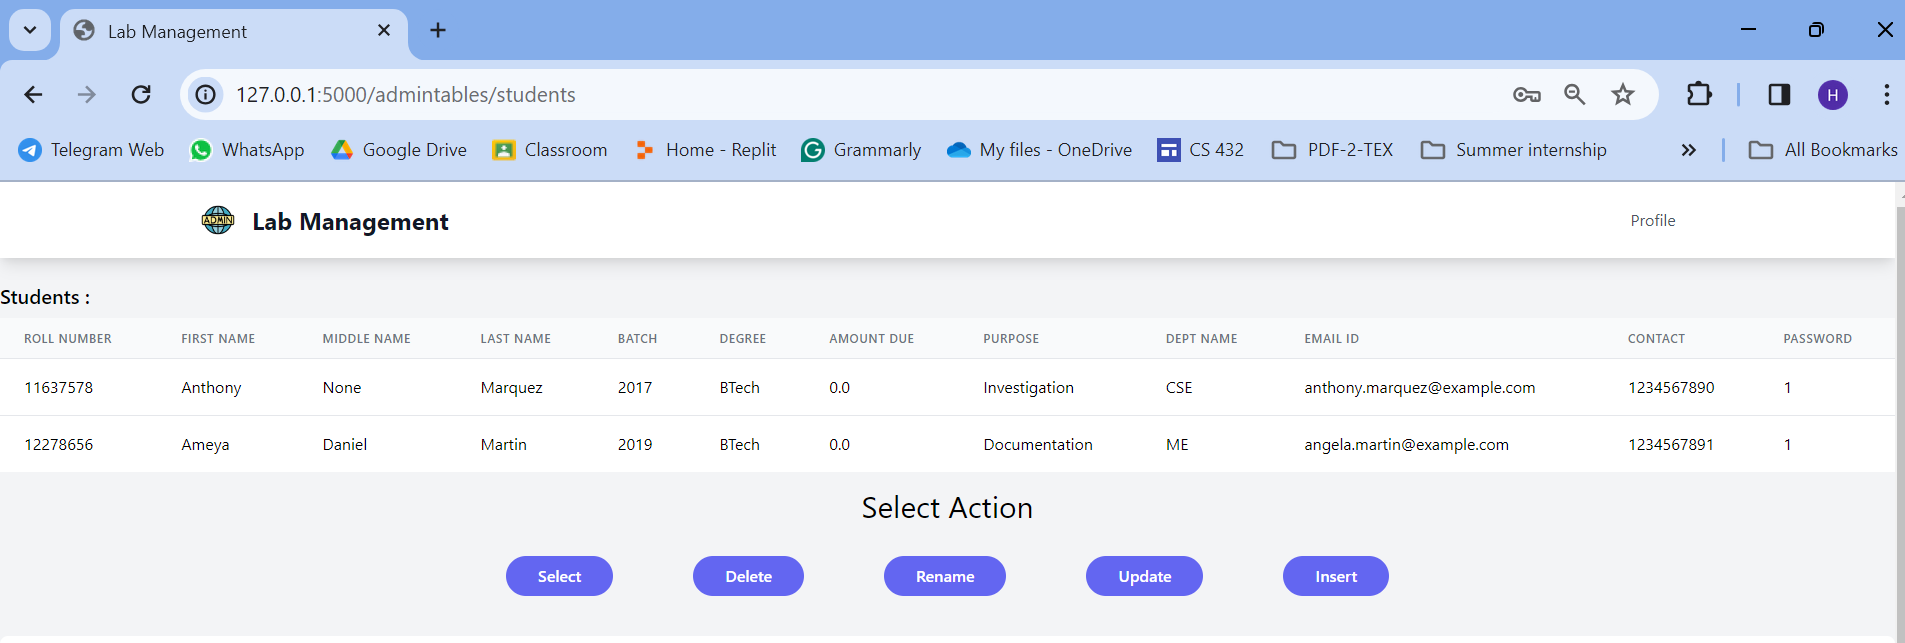 Lab Management
127.0.0.1:5000/admintables/students
Telegram Web WhatsApp Google Drive Classroom Home - Replit Grammarly My files - OneDrive CS 432 PDF-2-TEX Summer internship » All Bookmarks
H
ADMIN Lab Management Profile
Students :
ROLL NUMBER FIRST NAME MIDDLE NAME LAST NAME BATCH DEGREE AMOUNT DUE PURPOSE DEPT NAME EMAIL ID CONTACT PASSWORD
11637578 Anthony None Marquez 2017 BTech 0.0 Investigation CSE anthony.marquez@example.com 1234567890 1
12278656 Ameya Daniel Martin 2019 BTech 0.0 Documentation ME angela.martin@example.com 1234567891 1
Select Action
Select Delete Rename Update Insert